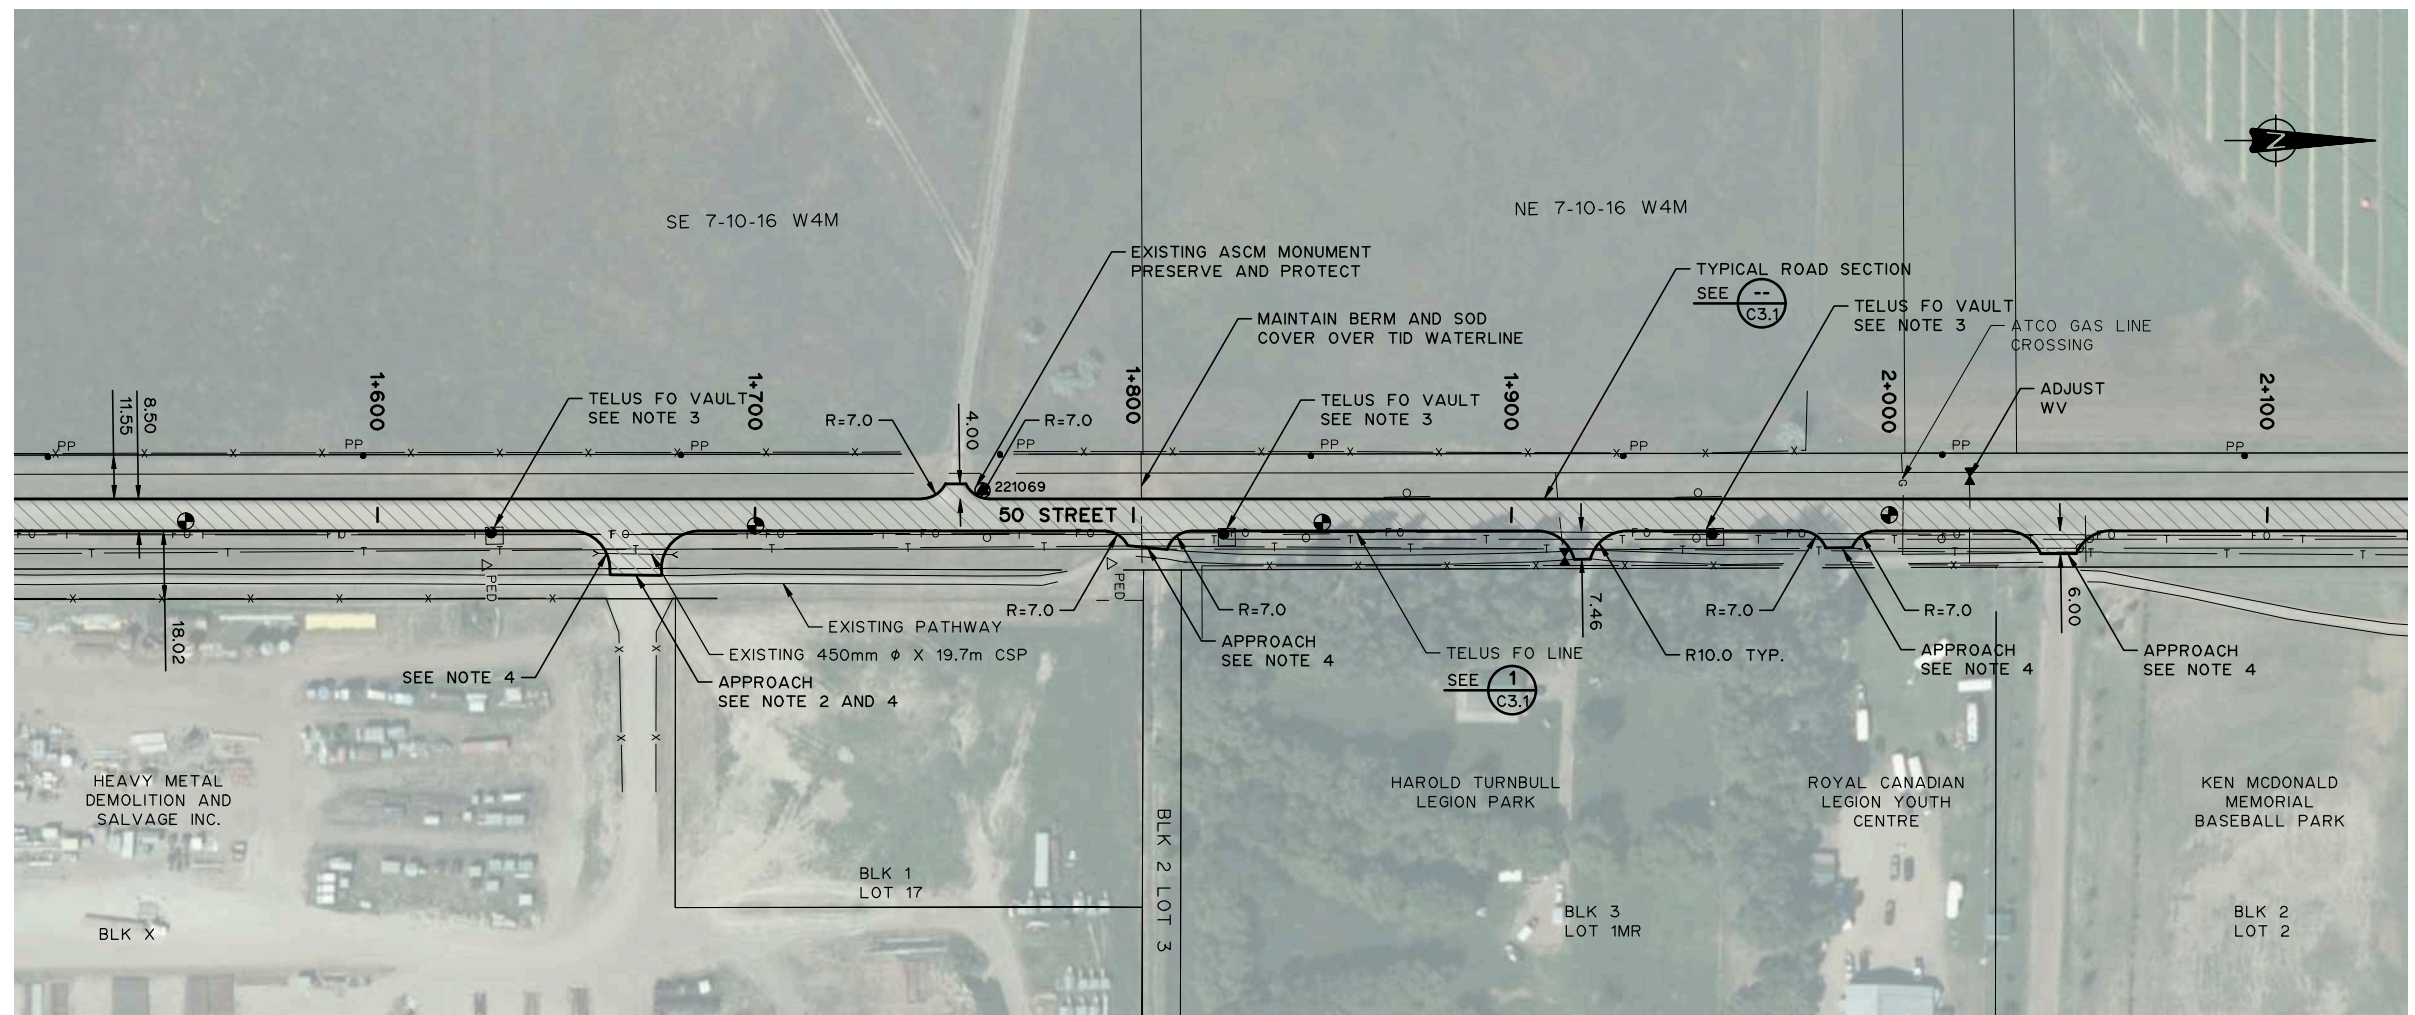 N
SE 7-10-16 W4M
NE 7-10-16 W4M
EXISTING ASCM MONUMENT
PRESERVE AND PROTECT
TYPICAL ROAD SECTION
SEE
--
C3.1
TELUS FO VAULT
SEE NOTE 3
MAINTAIN BERM AND SOD
COVER OVER TID WATERLINE
ATCO GAS LINE
CROSSING
ADJUST
WV
11.55
8.50
1+600
TELUS FO VAULT
SEE NOTE 3
1+700
R=7.0
4.00
R=7.0
1+800
TELUS FO VAULT
SEE NOTE 3
1+900
2+000
2+100
PP
PP
PP
PP
PP
PP
PP
PP
221069
50 STREET
PED
PED
18.02
R=7.0
R=7.0
7.46
R=7.0
R=7.0
6.00
EXISTING PATHWAY
EXISTING 450mm ϕ X 19.7m CSP
SEE NOTE 4
APPROACH
SEE NOTE 2 AND 4
APPROACH
SEE NOTE 4
TELUS FO LINE
SEE
1
C3.1
R10.0 TYP.
APPROACH
SEE NOTE 4
APPROACH
SEE NOTE 4
HEAVY METAL
DEMOLITION AND
SALVAGE INC.
HAROLD TURNBULL
LEGION PARK
ROYAL CANADIAN
LEGION YOUTH
CENTRE
KEN MCDONALD
MEMORIAL
BASEBALL PARK
BLK X
BLK 1
LOT 17
BLK 2 LOT 3
BLK 3
LOT 1MR
BLK 2
LOT 2